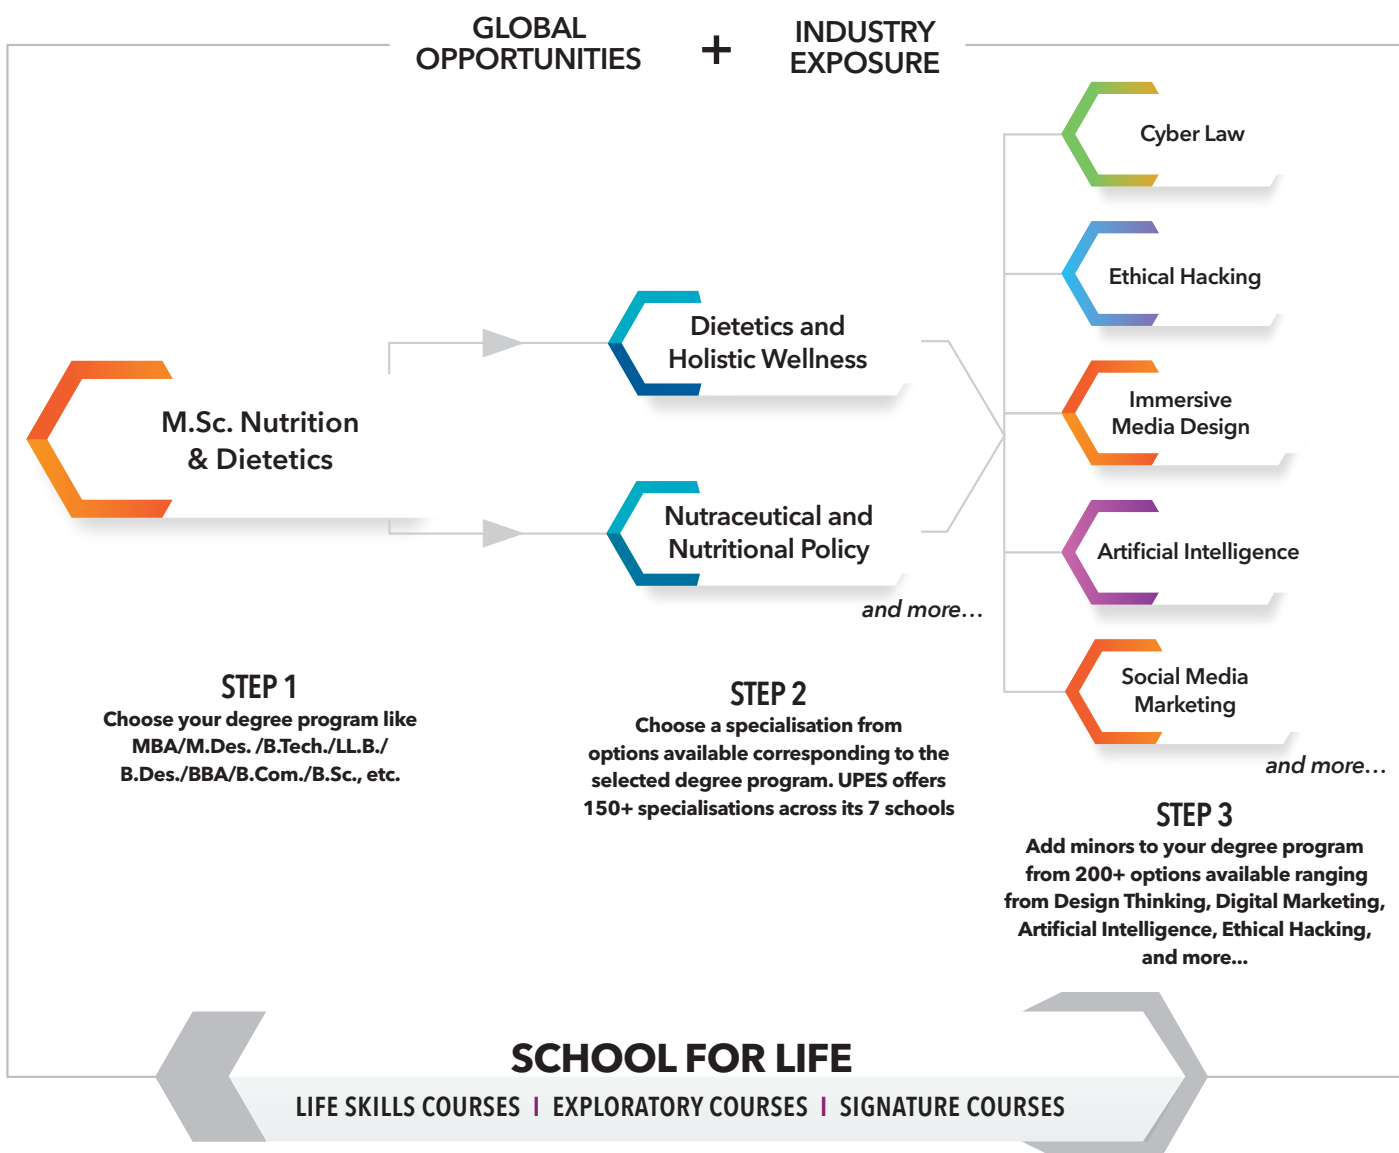 GLOBAL
OPPORTUNITIES
+
INDUSTRY
EXPOSURE
M.Sc. Nutrition
& Dietetics
STEP 1
Choose your degree program like
MBA/M.Des. /B.Tech./LL.B./
B.Des./BBA/B.Com./B.Sc., etc.
Dietetics and
Holistic Wellness
Nutraceutical and
Nutritional Policy
and more...
STEP 2
Choose a specialisation from
options available corresponding to the
selected degree program. UPES offers
150+ specialisations across its 7 schools
Cyber Law
Ethical Hacking
Immersive
Media Design
Artificial Intelligence
Social Media
Marketing
and more...
STEP 3
Add minors to your degree program
from 200+ options available ranging
from Design Thinking, Digital Marketing,
Artificial Intelligence, Ethical Hacking,
and more...
SCHOOL FOR LIFE
LIFE SKILLS COURSES I EXPLORATORY COURSES I SIGNATURE COURSES